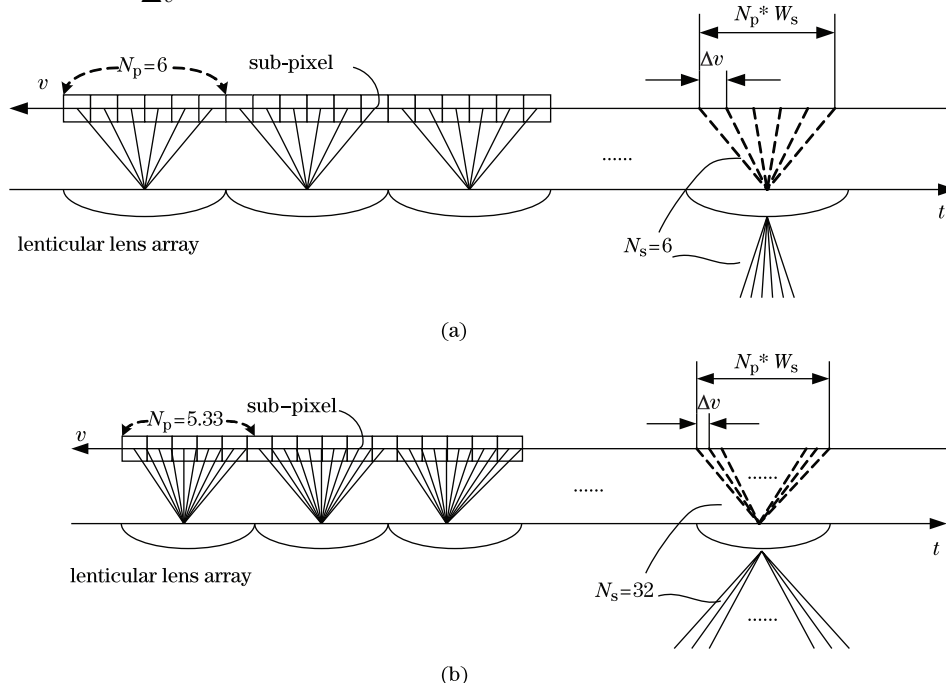 N_p* W_s
Δv
v
N_p=6
sub-pixel
......
t
lenticular lens array
N_s=6
(a)
N_p* W_s
Δv
v
N_p=5.33
sub-pixel
......
......
t
lenticular lens array
N_s=32
......
(b)